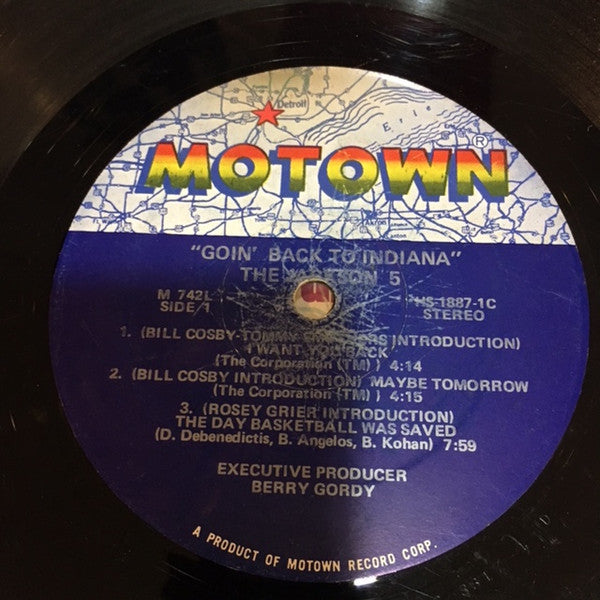 Detroit
Erie
MOTOWN®
"GOIN' BACK TO INDIANA"
THE JACKSON 5
M 742L
SIDE 1
HS-1887-1C
STEREO
1. (BILL COSBY-TOMMY SMOTHERS INTRODUCTION)
I WANT YOU BACK
(The Corporation (TM) ) 4:14
2. (BILL COSBY INTRODUCTION) MAYBE TOMORROW
(The Corporation (TM) ) 4:15
3. (ROSEY GRIER INTRODUCTION)
THE DAY BASKETBALL WAS SAVED
(D. Debenedictis, B. Angelos, B. Kohan) 7:59
EXECUTIVE PRODUCER
BERRY GORDY
A PRODUCT OF MOTOWN RECORD CORP.